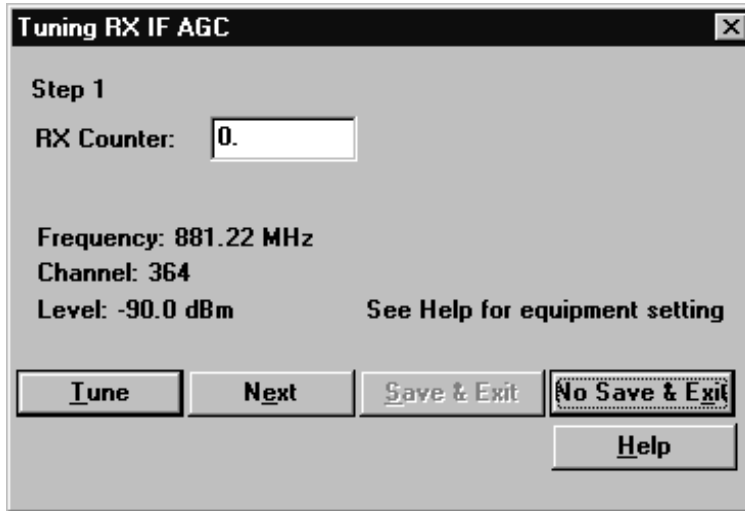 Tuning RX IF AGC
Step 1
RX Counter: 0.
Frequency: 881.22 MHz
Channel: 364
Level: -90.0 dBm See Help for equipment setting
Tune Next Save & Exit No Save & Exit
Help